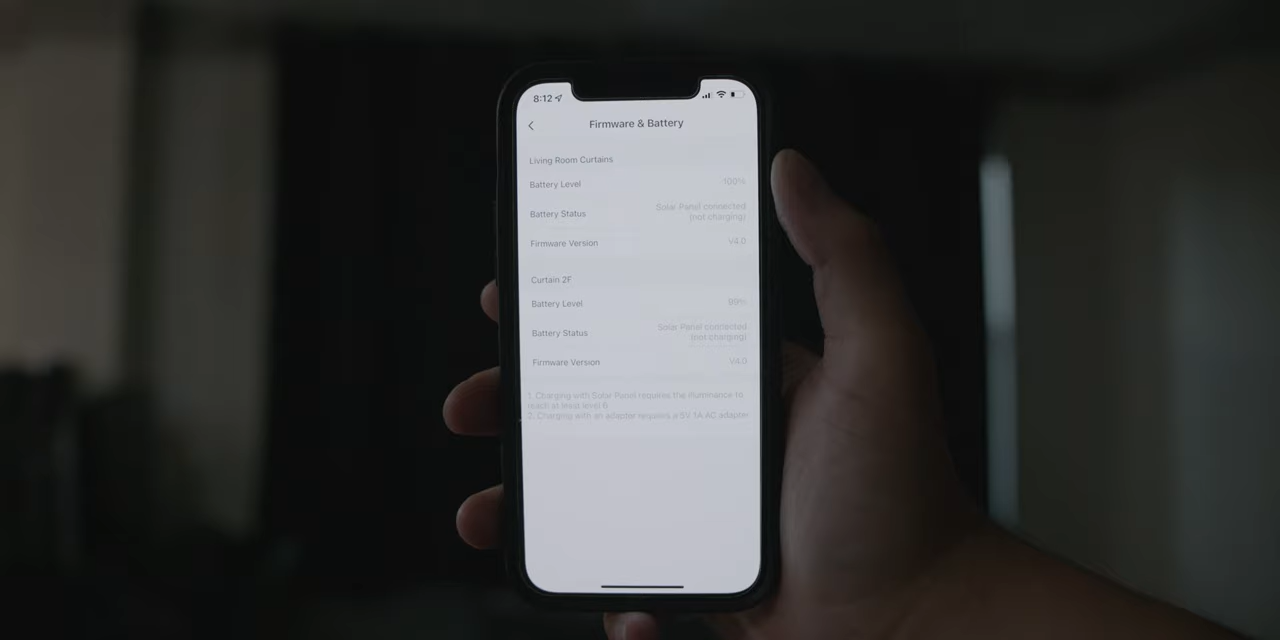 8:12
Firmware & Battery
Living Room Curtains
Battery Level 100%
Battery Status Solar Panel connected
(not charging)
Firmware Version V4.0
Curtain 2F
Battery Level 99%
Battery Status Solar Panel connected
(not charging)
Firmware Version V4.0
1. Charging with Solar Panel requires the illuminance to
reach at least level 6
2. Charging with an adapter requires a 5V 1A AC adapter